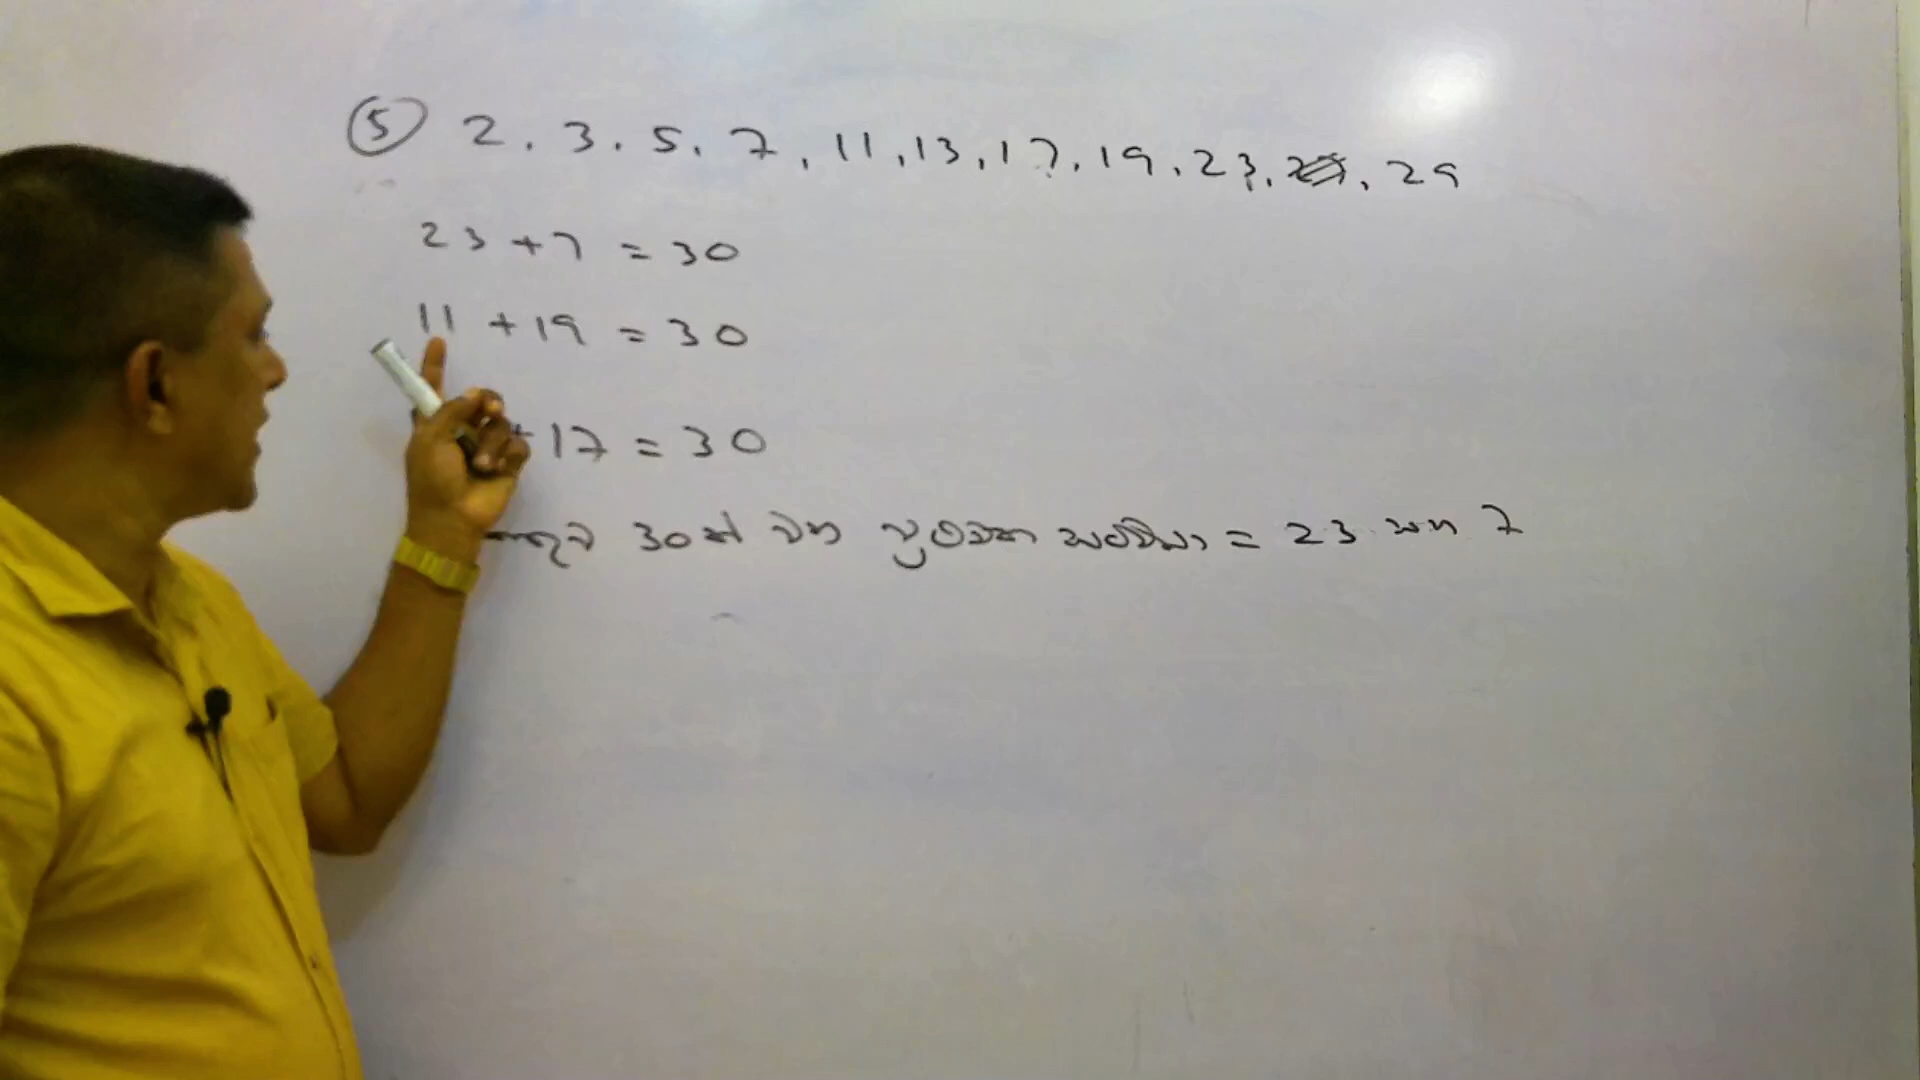 ⑤ 2, 3, 5, 7, 11, 13, 17, 19, 23, 29
23 + 7 = 30
11 + 19 = 30
+ 17 = 30
30ක් වන ප්‍රථමක සංඛ්‍යා = 23 සහ 7